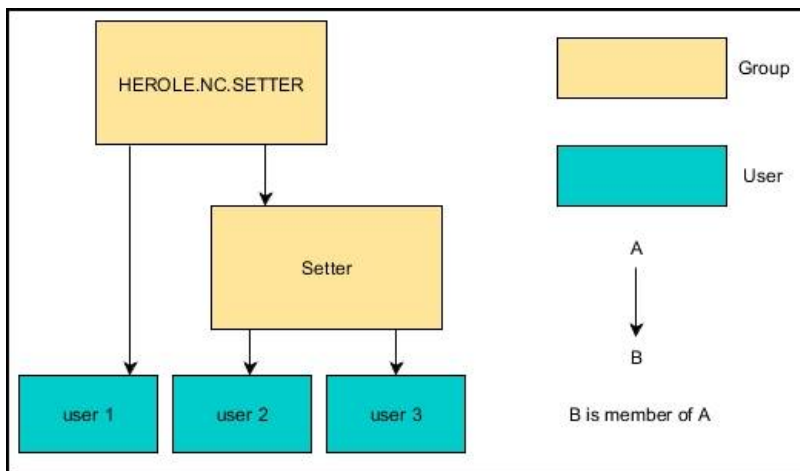 HEROLE.NC.SETTER
Group
User
Setter
A
B
user 1
user 2
user 3
B is member of A